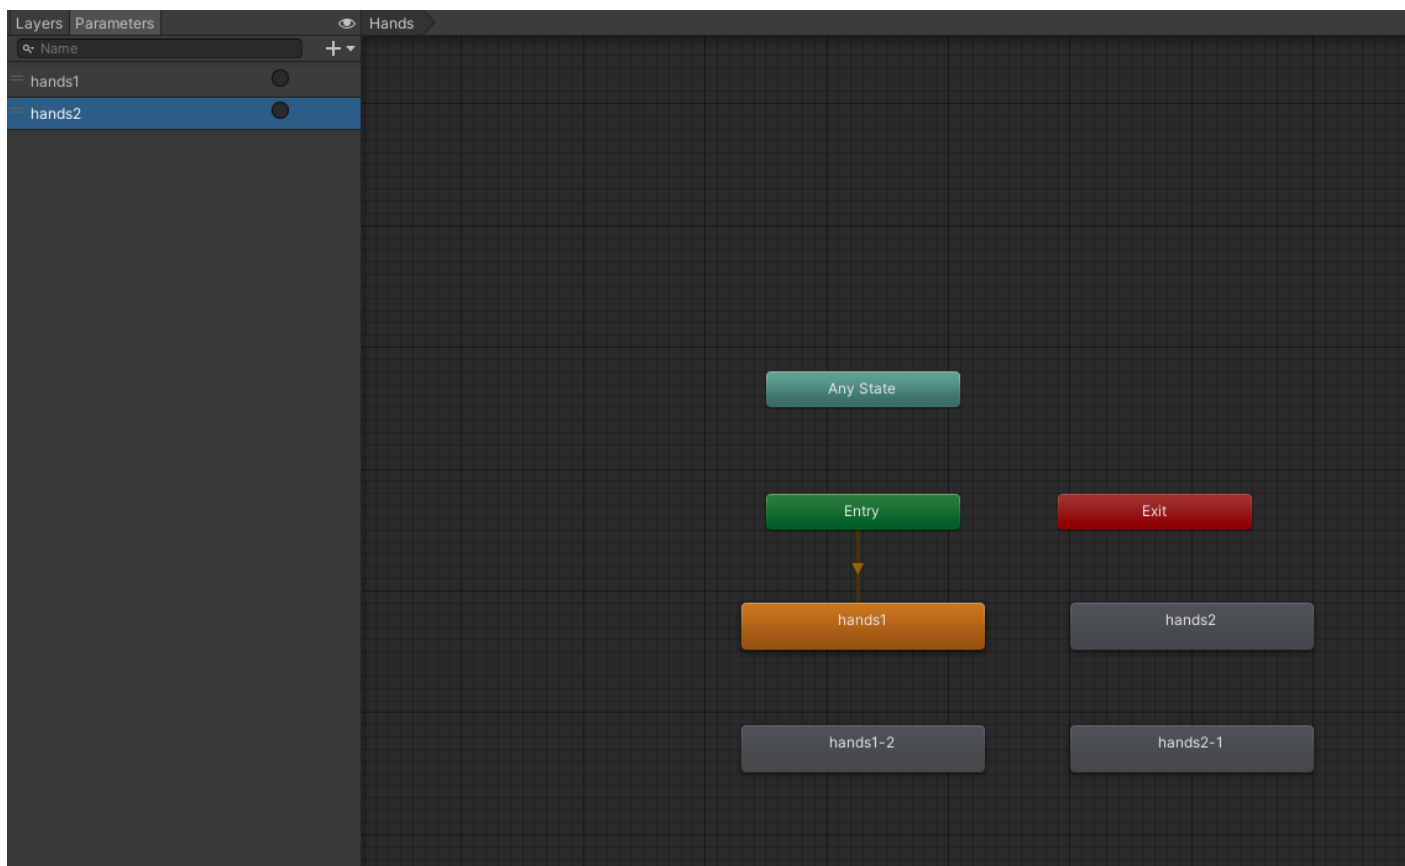 Layers Parameters
Hands
Name
hands1
hands2
Any State
Entry
Exit
hands1
hands2
hands1-2
hands2-1